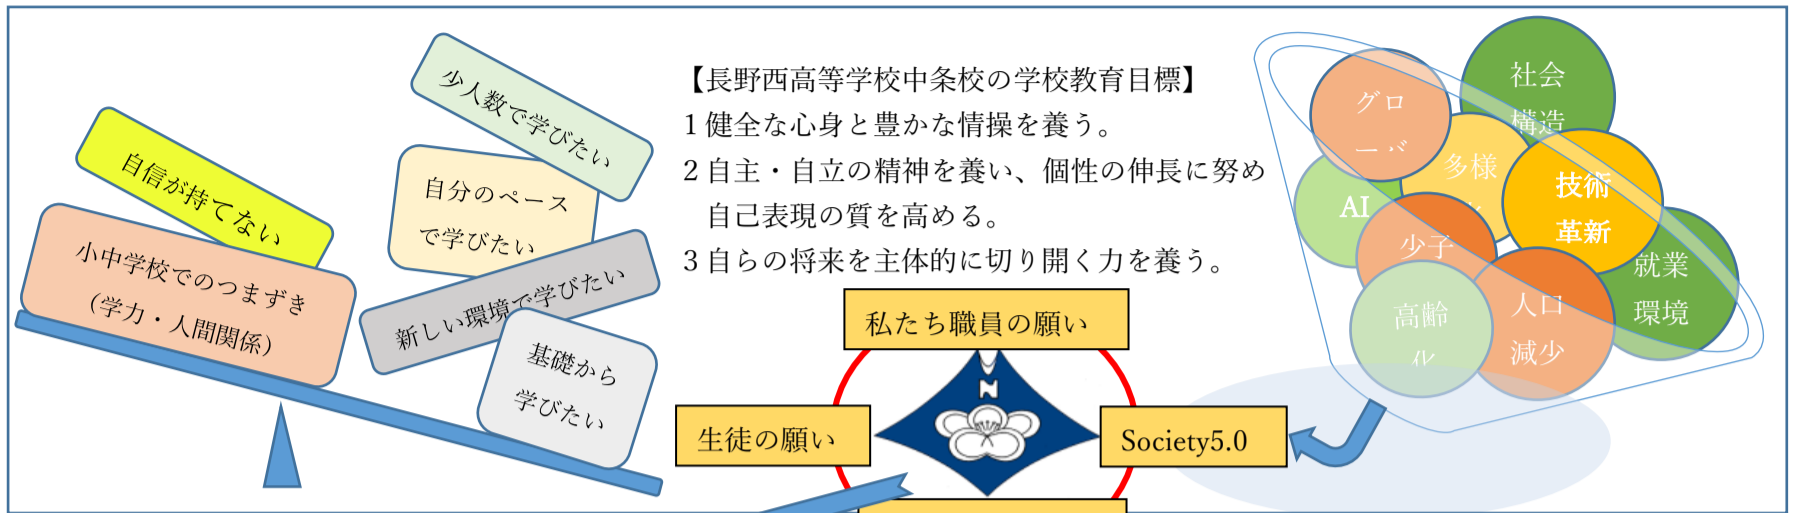 少人数で学びたい
自信が持てない
自分のペース
で学びたい
小中学校でのつまずき
（学力・人間関係）
新しい環境で学びたい
基礎から
学びたい
【長野西高等学校中条校の学校教育目標】
1 健全な心身と豊かな情操を養う。
2 自主・自立の精神を養い、個性の伸長に努め
自己表現の質を高める。
3 自らの将来を主体的に切り開く力を養う。
私たち職員の願い
生徒の願い
N
Society5.0
社会
構造
グロ
ーバ
多様
AI
技術
革新
少子
就業
環境
高齢
人口
減少